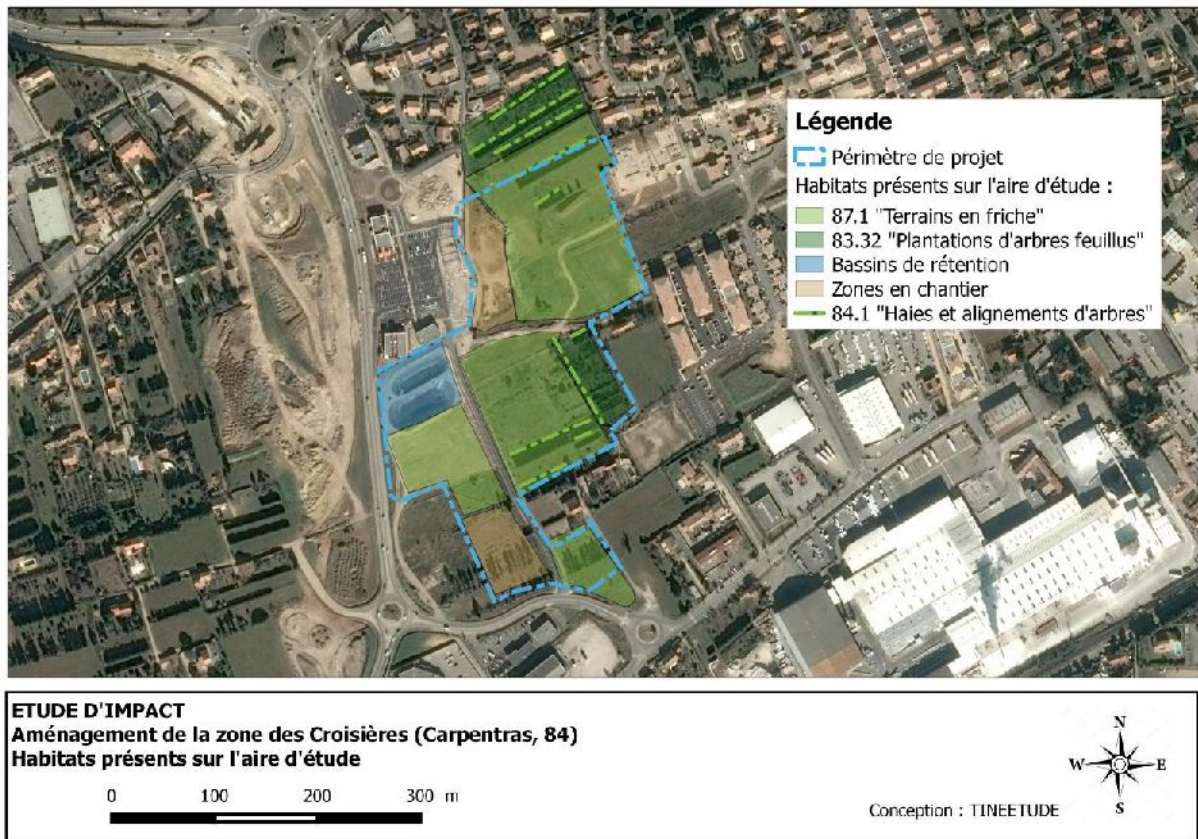 Légende
Périmètre de projet
Habitats présents sur l'aire d'étude :
87.1 "Terrains en friche"
83.32 "Plantations d'arbres feuillus"
Bassins de rétention
Zones en chantier
84.1 "Haies et alignements d'arbres"
ETUDE D'IMPACT
Aménagement de la zone des Croisières (Carpentras, 84)
Habitats présents sur l'aire d'étude
0 100 200 300 m
Conception : TINEETUDE
N
W E
S